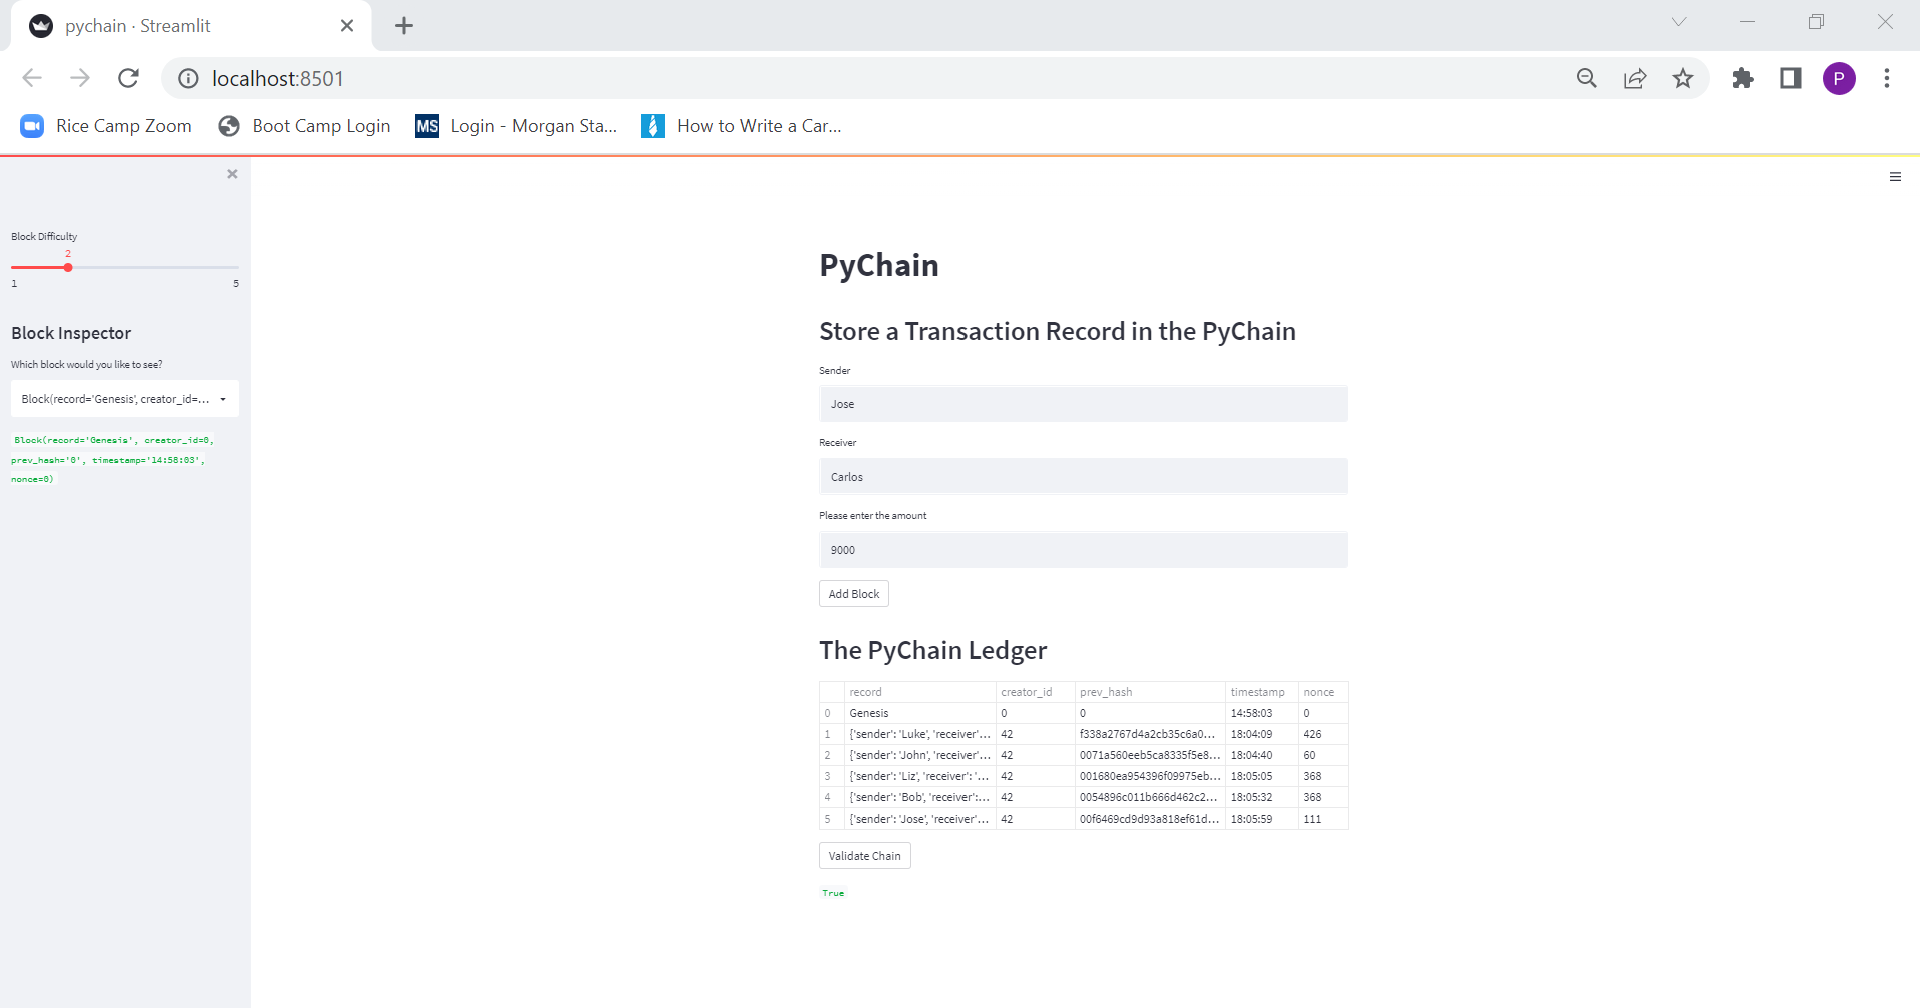 pychain · Streamlit
localhost:8501
P
Rice Camp Zoom Boot Camp Login MS Login - Morgan Sta... How to Write a Car...
Block Difficulty
2
1 5
Block Inspector
Which block would you like to see?
Block(record='Genesis', creator_id=...
Block(record='Genesis', creator_id=0,
prev_hash='0', timestamp='14:58:03',
nonce=0)
PyChain
Store a Transaction Record in the PyChain
Sender
Jose
Receiver
Carlos
Please enter the amount
9000
Add Block
The PyChain Ledger
record creator_id prev_hash timestamp nonce
0 Genesis 0 0 14:58:03 0
1 {'sender': 'Luke', 'receiver'... 42 f338a2767d4a2cb35c6a0... 18:04:09 426
2 {'sender': 'John', 'receiver'... 42 0071a560eeb5ca8335f5e8... 18:04:40 60
3 {'sender': 'Liz', 'receiver': '... 42 001680ea954396f09975eb... 18:05:05 368
4 {'sender': 'Bob', 'receiver':... 42 0054896c011b666d462c2... 18:05:32 368
5 {'sender': 'Jose', 'receiver'... 42 00f6469cd9d93a818ef61d... 18:05:59 111
Validate Chain
True